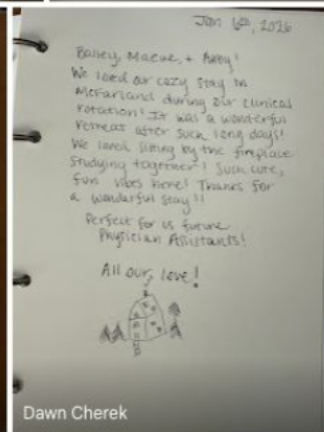 Jan 6th, 2026
Bailey, Maeve, + Abby!
We loved our cozy stay in
McFarland during our clinical
rotation! It was a wonderful
retreat after such long days!
We loved sitting by the fireplace
studying together! Such cute,
fun vibes here! Thanks for
a wonderful stay!!
Perfect for us future
Physician Assistants!
All our love!
Dawn Cherek